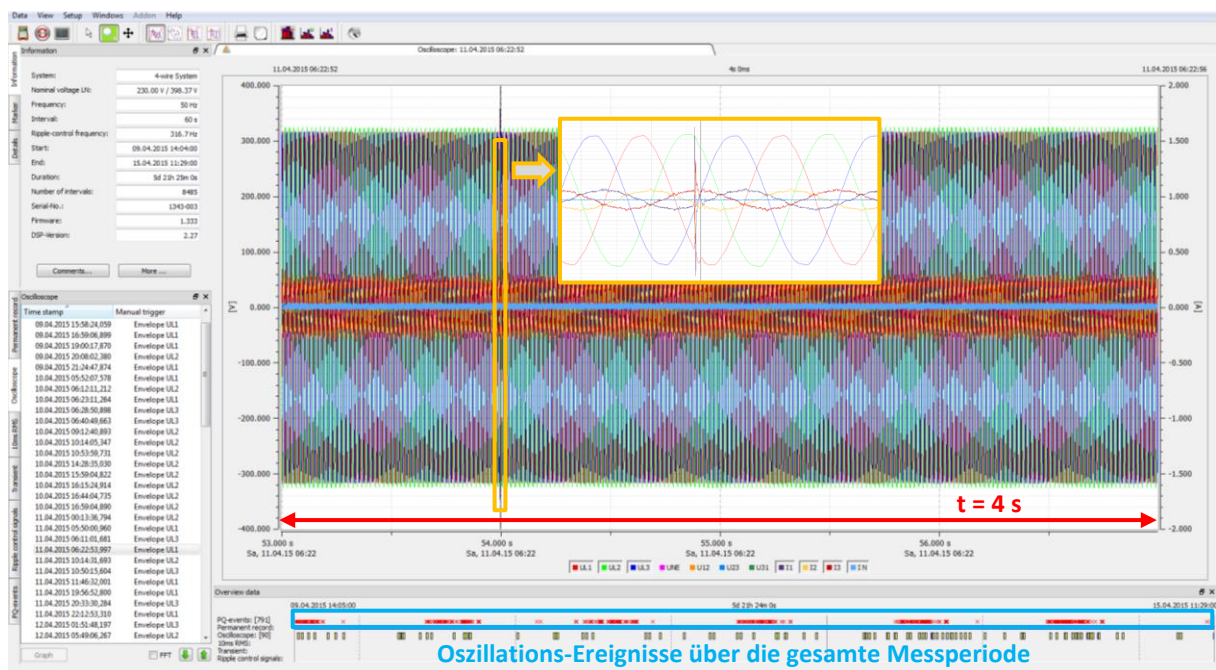 Data View Setup Windows Addon Help
Information
Oscilloscope: 11.04.2015 06:22:52
Information
Marker
Details
System: 4-wire System
Nominal voltage LN: 230.00 V / 398.37 V
Frequency: 50 Hz
Interval: 60 s
Ripple-control frequency: 316.7 Hz
Start: 09.04.2015 14:04:00
End: 15.04.2015 11:29:00
Duration: 5d 21h 25m 0s
Number of intervals: 8485
Serial-No.: 1343-003
Firmware: 1.333
DSP-Version: 2.27
Comments... More ...
11.04.2015 06:22:52 4s 0ms 11.04.2015 06:22:56
400.000 2.000
300.000 1.500
200.000 1.000
100.000 0.500
0.000 0.000
-100.000 -0.500
-200.000 -1.000
-300.000 -1.500
-400.000 -2.000
[V] [A]
t = 4 s
53.000 s 54.000 s 55.000 s 56.000 s
Sa, 11.04.15 06:22 Sa, 11.04.15 06:22 Sa, 11.04.15 06:22 Sa, 11.04.15 06:22
UL1 UL2 UL3 UNE U12 U23 U31 I1 I2 I3 IN
Permanent record
Oscilloscope
10ms RMS
Transient
Ripple control signals
PQ-events
Oscilloscope
Time stamp Manual trigger
09.04.2015 15:58:24,059 Envelope UL1
09.04.2015 16:59:06,899 Envelope UL1
09.04.2015 19:00:17,870 Envelope UL1
09.04.2015 20:08:02,380 Envelope UL2
09.04.2015 21:24:47,874 Envelope UL1
10.04.2015 05:52:07,578 Envelope UL1
10.04.2015 06:12:11,212 Envelope UL2
10.04.2015 06:23:11,264 Envelope UL1
10.04.2015 06:28:50,898 Envelope UL3
10.04.2015 06:40:49,663 Envelope UL3
10.04.2015 09:12:40,893 Envelope UL2
10.04.2015 10:14:05,347 Envelope UL2
10.04.2015 10:53:59,731 Envelope UL2
10.04.2015 14:28:35,030 Envelope UL2
10.04.2015 15:59:04,822 Envelope UL1
10.04.2015 16:15:24,914 Envelope UL2
10.04.2015 16:44:04,735 Envelope UL2
10.04.2015 16:59:04,890 Envelope UL2
11.04.2015 00:13:36,794 Envelope UL2
11.04.2015 05:50:00,960 Envelope UL1
11.04.2015 06:11:01,681 Envelope UL3
11.04.2015 06:22:53,997 Envelope UL1
11.04.2015 10:14:31,693 Envelope UL2
11.04.2015 10:50:15,604 Envelope UL3
11.04.2015 11:46:32,001 Envelope UL1
11.04.2015 19:56:52,800 Envelope UL1
11.04.2015 20:33:30,284 Envelope UL3
11.04.2015 22:12:53,310 Envelope UL1
12.04.2015 01:51:48,197 Envelope UL3
12.04.2015 05:49:06,267 Envelope UL2
Graph FFT
Overview data
09.04.2015 14:05:00 5d 21h 24m 0s 15.04.2015 11:29:00
PQ-events: [791]
Permanent record:
Oscilloscope: [90]
10ms RMS:
Transient:
Ripple control signals:
Oszillations-Ereignisse über die gesamte Messperiode